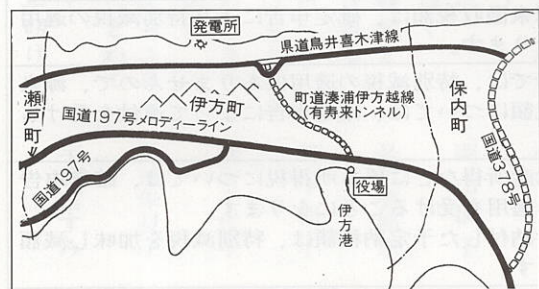 発電所
県道鳥井喜木津線
瀬戸町
伊方町
町道湊浦伊方越線
(有寿来トンネル)
保内町
国道197号メロディーライン
国道197号
国道378号
役場
伊方港